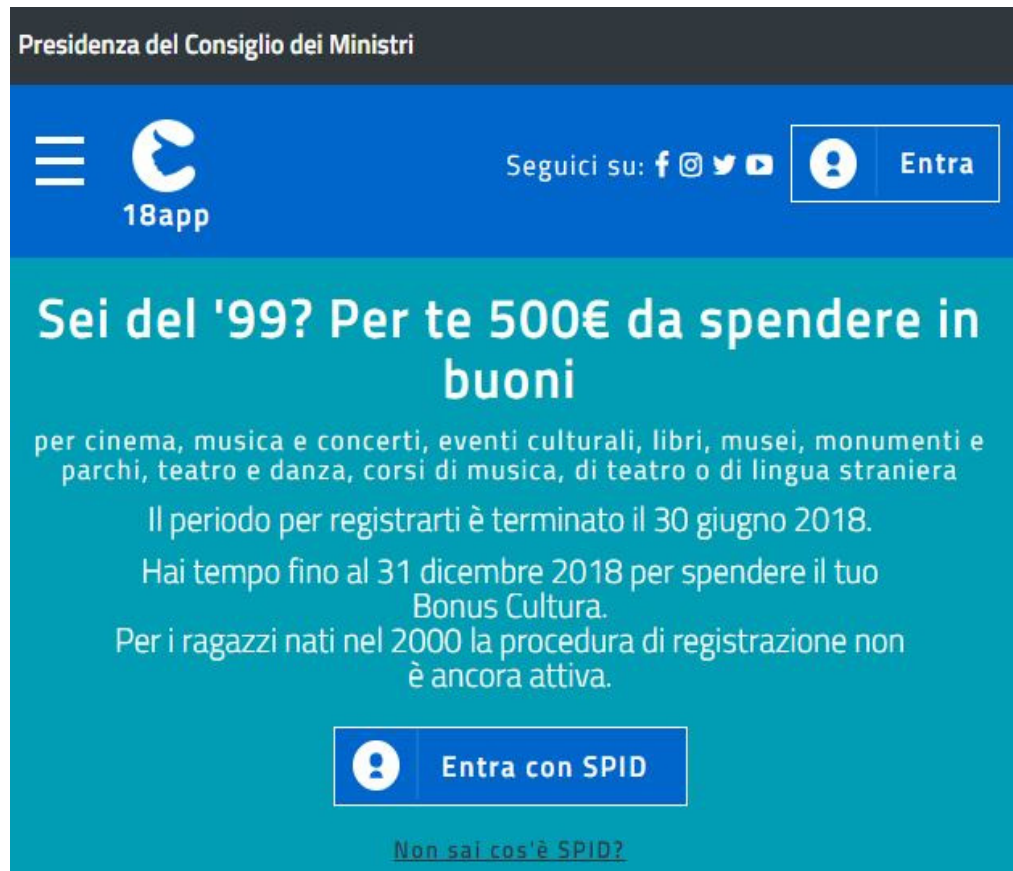 Presidenza del Consiglio dei Ministri
18app
Seguici su:
Entra
Sei del '99? Per te 500€ da spendere in
buoni
per cinema, musica e concerti, eventi culturali, libri, musei, monumenti e
parchi, teatro e danza, corsi di musica, di teatro o di lingua straniera
Il periodo per registrarti è terminato il 30 giugno 2018.
Hai tempo fino al 31 dicembre 2018 per spendere il tuo
Bonus Cultura.
Per i ragazzi nati nel 2000 la procedura di registrazione non
è ancora attiva.
Entra con SPID
Non sai cos'è SPID?